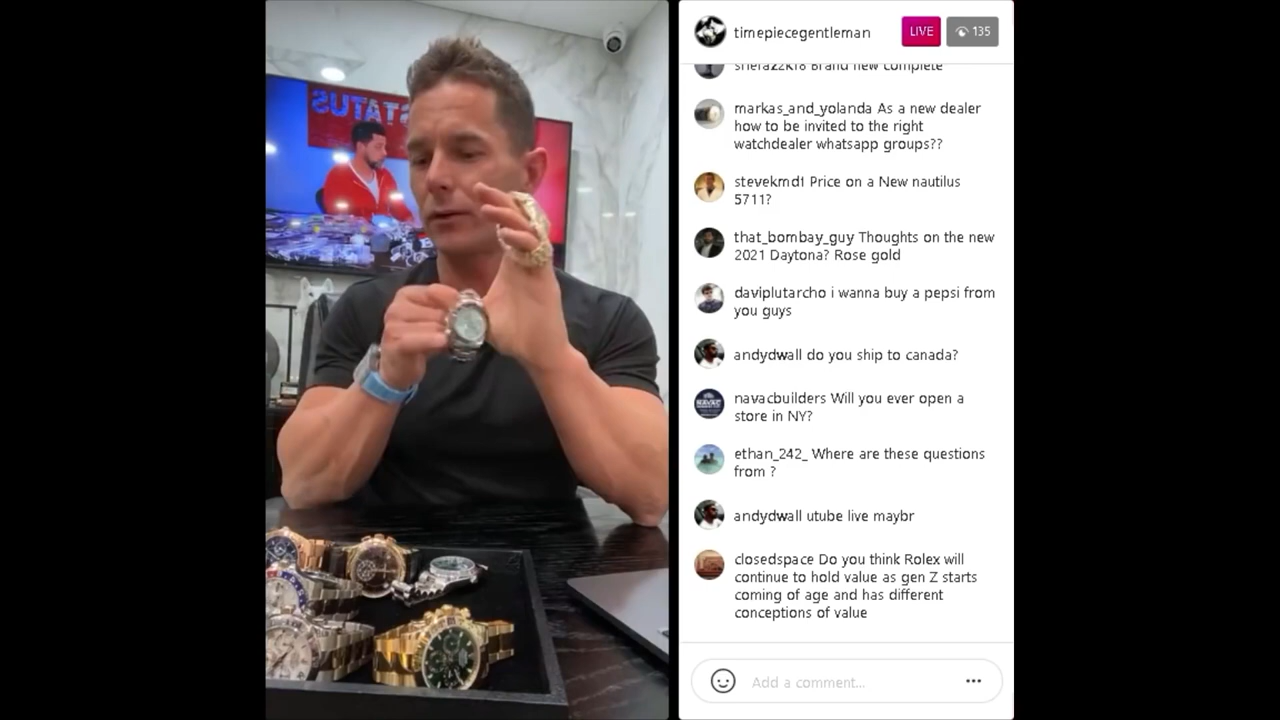 STATUS
timepiecegentleman
LIVE
135
Brand new complete
markas_and_yolanda As a new dealer
how to be invited to the right
watchdealer whatsapp groups??
stevekmd1 Price on a New nautilus
5711?
that_bombay_guy Thoughts on the new
2021 Daytona? Rose gold
daviplutarcho i wanna buy a pepsi from
you guys
andydwall do you ship to canada?
navacbuilders Will you ever open a
store in NY?
ethan_242_ Where are these questions
from ?
andydwall utube live maybr
closedspace Do you think Rolex will
continue to hold value as gen Z starts
coming of age and has different
conceptions of value
Add a comment...